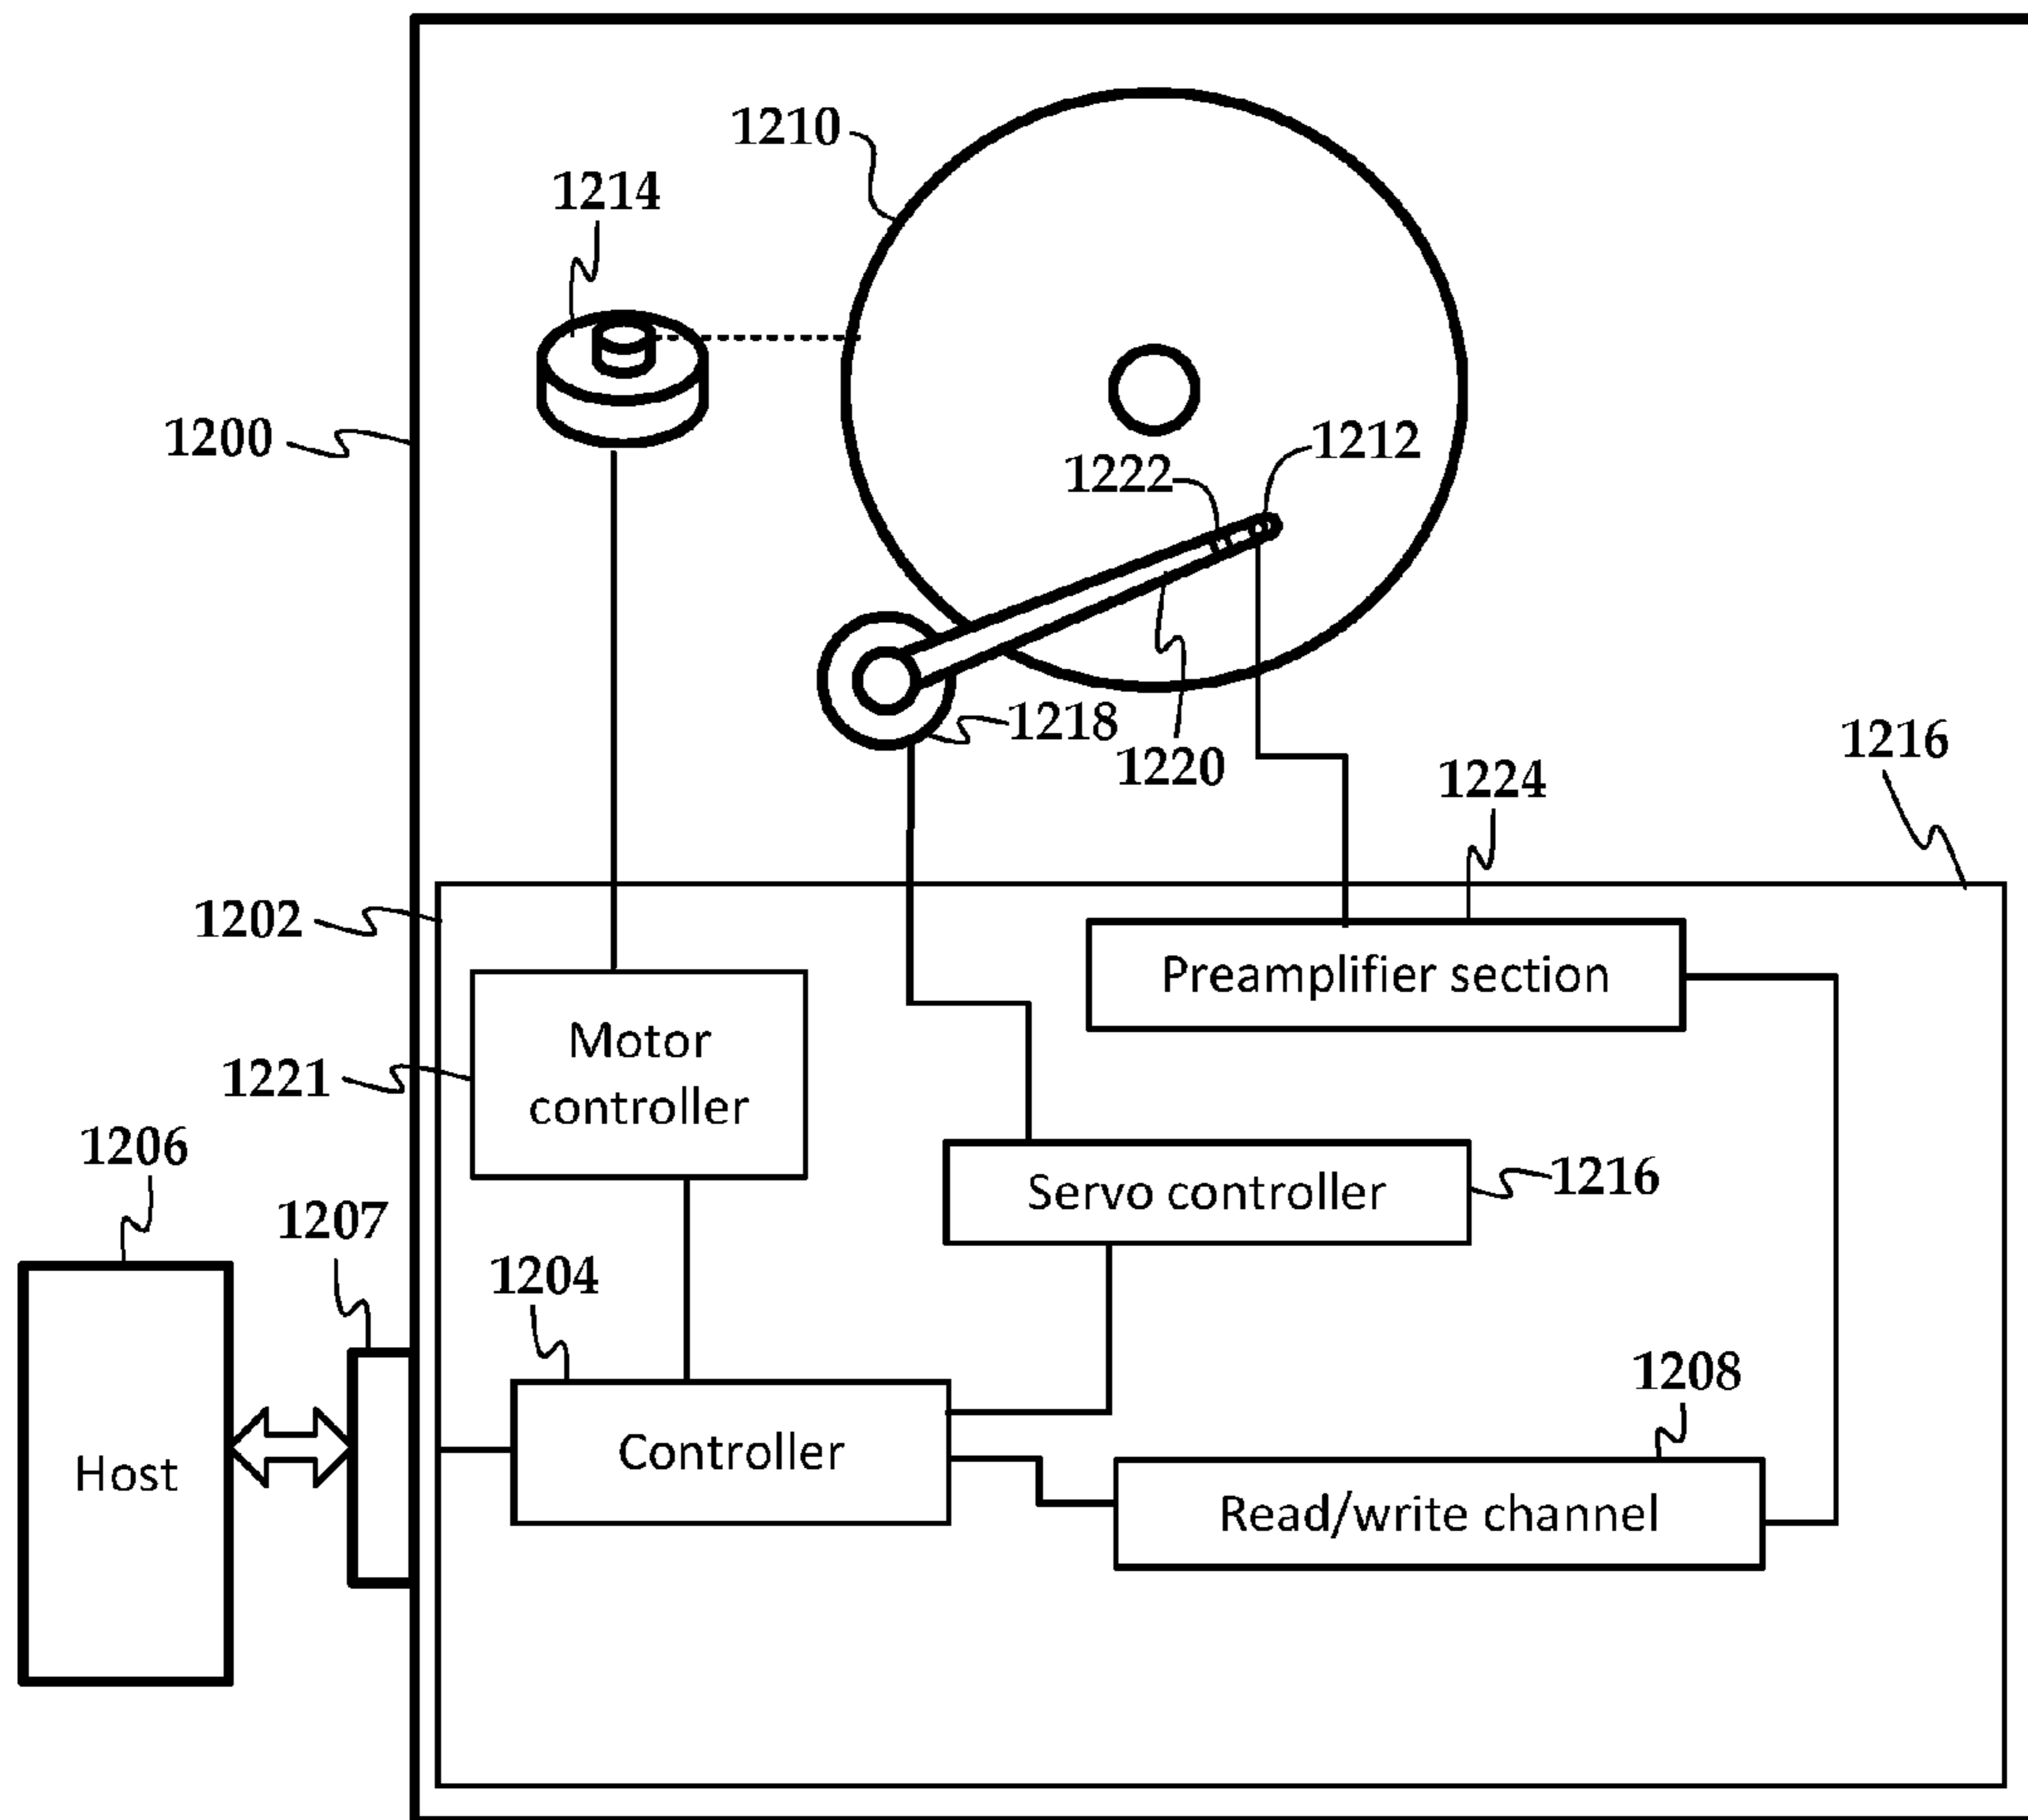 1210
1214
1200
1212
1222
1218
1220
1216
1224
1202
Preamplifier section
Motor
controller
1221
1206
Servo controller
1216
1207
1204
1208
Host
Controller
Read/write channel